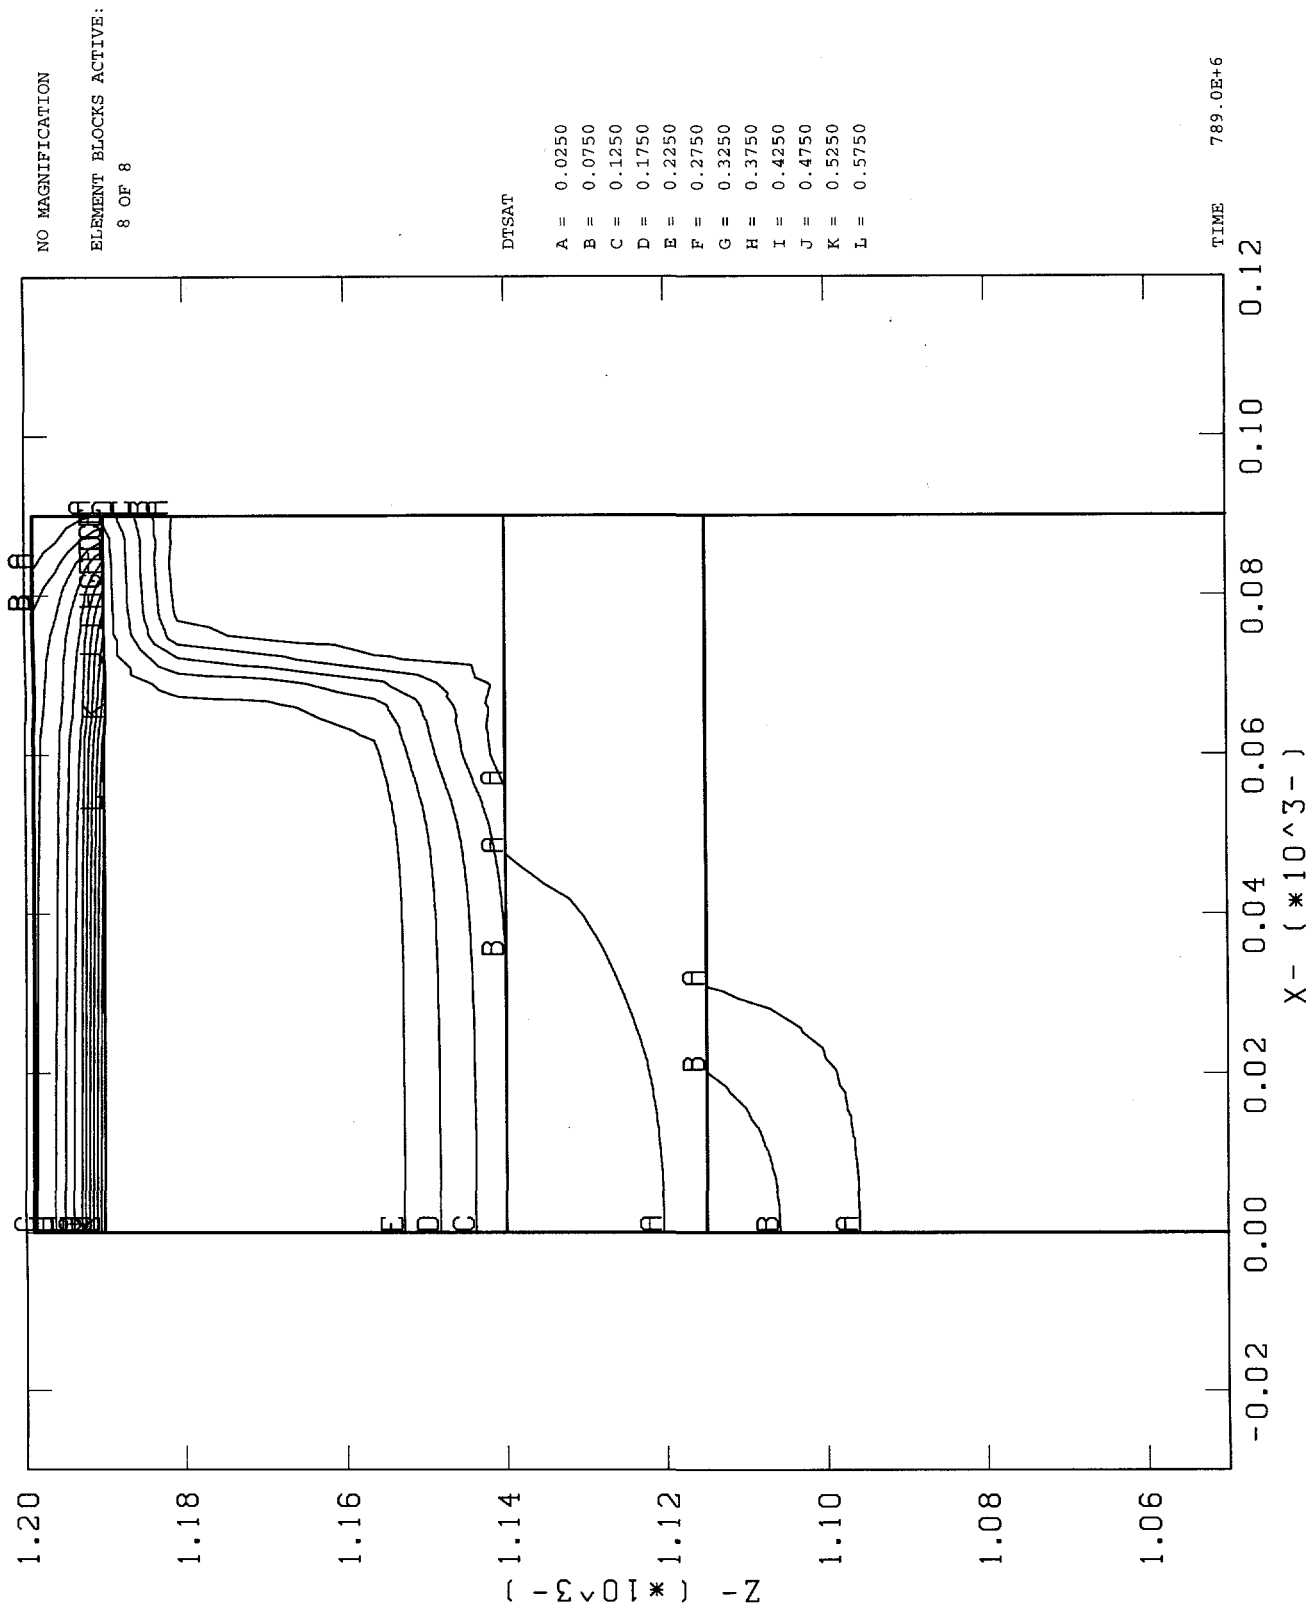 NO MAGNIFICATION
ELEMENT BLOCKS ACTIVE:
8 OF 8
DTSAT
A = 0.0250
B = 0.0750
C = 0.1250
D = 0.1750
E = 0.2250
F = 0.2750
G = 0.3250
H = 0.3750
I = 0.4250
J = 0.4750
K = 0.5250
L = 0.5750
TIME 789.0E+6
Z- (*10^3-)
1.20
1.18
1.16
1.14
1.12
1.10
1.08
1.06
-0.02
0.00
0.02
0.04
0.06
0.08
0.10
0.12
X- (*10^3-)
B
A
L
K
A
A
B
A
B
E
D
C
A
B
A